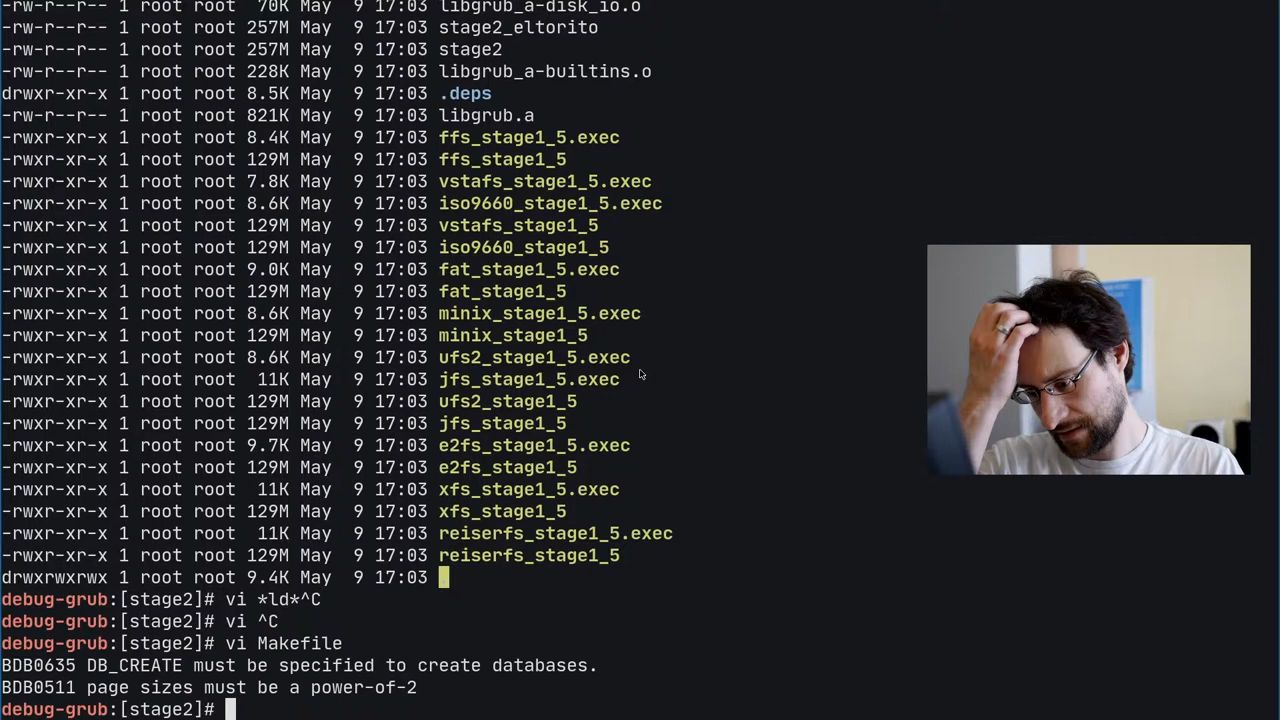 -rw-r--r-- 1 root root  70K May  9 17:03 libgrub_a-disk_io.o
-rw-r--r-- 1 root root 257M May  9 17:03 stage2_eltorito
-rw-r--r-- 1 root root 257M May  9 17:03 stage2
-rw-r--r-- 1 root root 228K May  9 17:03 libgrub_a-builtins.o
drwxr-xr-x 1 root root 8.5K May  9 17:03 .deps
-rw-r--r-- 1 root root 821K May  9 17:03 libgrub.a
-rwxr-xr-x 1 root root 8.4K May  9 17:03 ffs_stage1_5.exec
-rwxr-xr-x 1 root root 129M May  9 17:03 ffs_stage1_5
-rwxr-xr-x 1 root root 7.8K May  9 17:03 vstafs_stage1_5.exec
-rwxr-xr-x 1 root root 8.6K May  9 17:03 iso9660_stage1_5.exec
-rwxr-xr-x 1 root root 129M May  9 17:03 vstafs_stage1_5
-rwxr-xr-x 1 root root 129M May  9 17:03 iso9660_stage1_5
-rwxr-xr-x 1 root root 9.0K May  9 17:03 fat_stage1_5.exec
-rwxr-xr-x 1 root root 129M May  9 17:03 fat_stage1_5
-rwxr-xr-x 1 root root 8.6K May  9 17:03 minix_stage1_5.exec
-rwxr-xr-x 1 root root 129M May  9 17:03 minix_stage1_5
-rwxr-xr-x 1 root root 8.6K May  9 17:03 ufs2_stage1_5.exec
-rwxr-xr-x 1 root root  11K May  9 17:03 jfs_stage1_5.exec
-rwxr-xr-x 1 root root 129M May  9 17:03 ufs2_stage1_5
-rwxr-xr-x 1 root root 129M May  9 17:03 jfs_stage1_5
-rwxr-xr-x 1 root root 9.7K May  9 17:03 e2fs_stage1_5.exec
-rwxr-xr-x 1 root root 129M May  9 17:03 e2fs_stage1_5
-rwxr-xr-x 1 root root  11K May  9 17:03 xfs_stage1_5.exec
-rwxr-xr-x 1 root root 129M May  9 17:03 xfs_stage1_5
-rwxr-xr-x 1 root root  11K May  9 17:03 reiserfs_stage1_5.exec
-rwxr-xr-x 1 root root 129M May  9 17:03 reiserfs_stage1_5
drwxrwxrwx 1 root root 9.4K May  9 17:03 .
debug-grub:[stage2]# vi *ld*^C
debug-grub:[stage2]# vi ^C
debug-grub:[stage2]# vi Makefile
BDB0635 DB_CREATE must be specified to create databases.
BDB0511 page sizes must be a power-of-2
debug-grub:[stage2]#